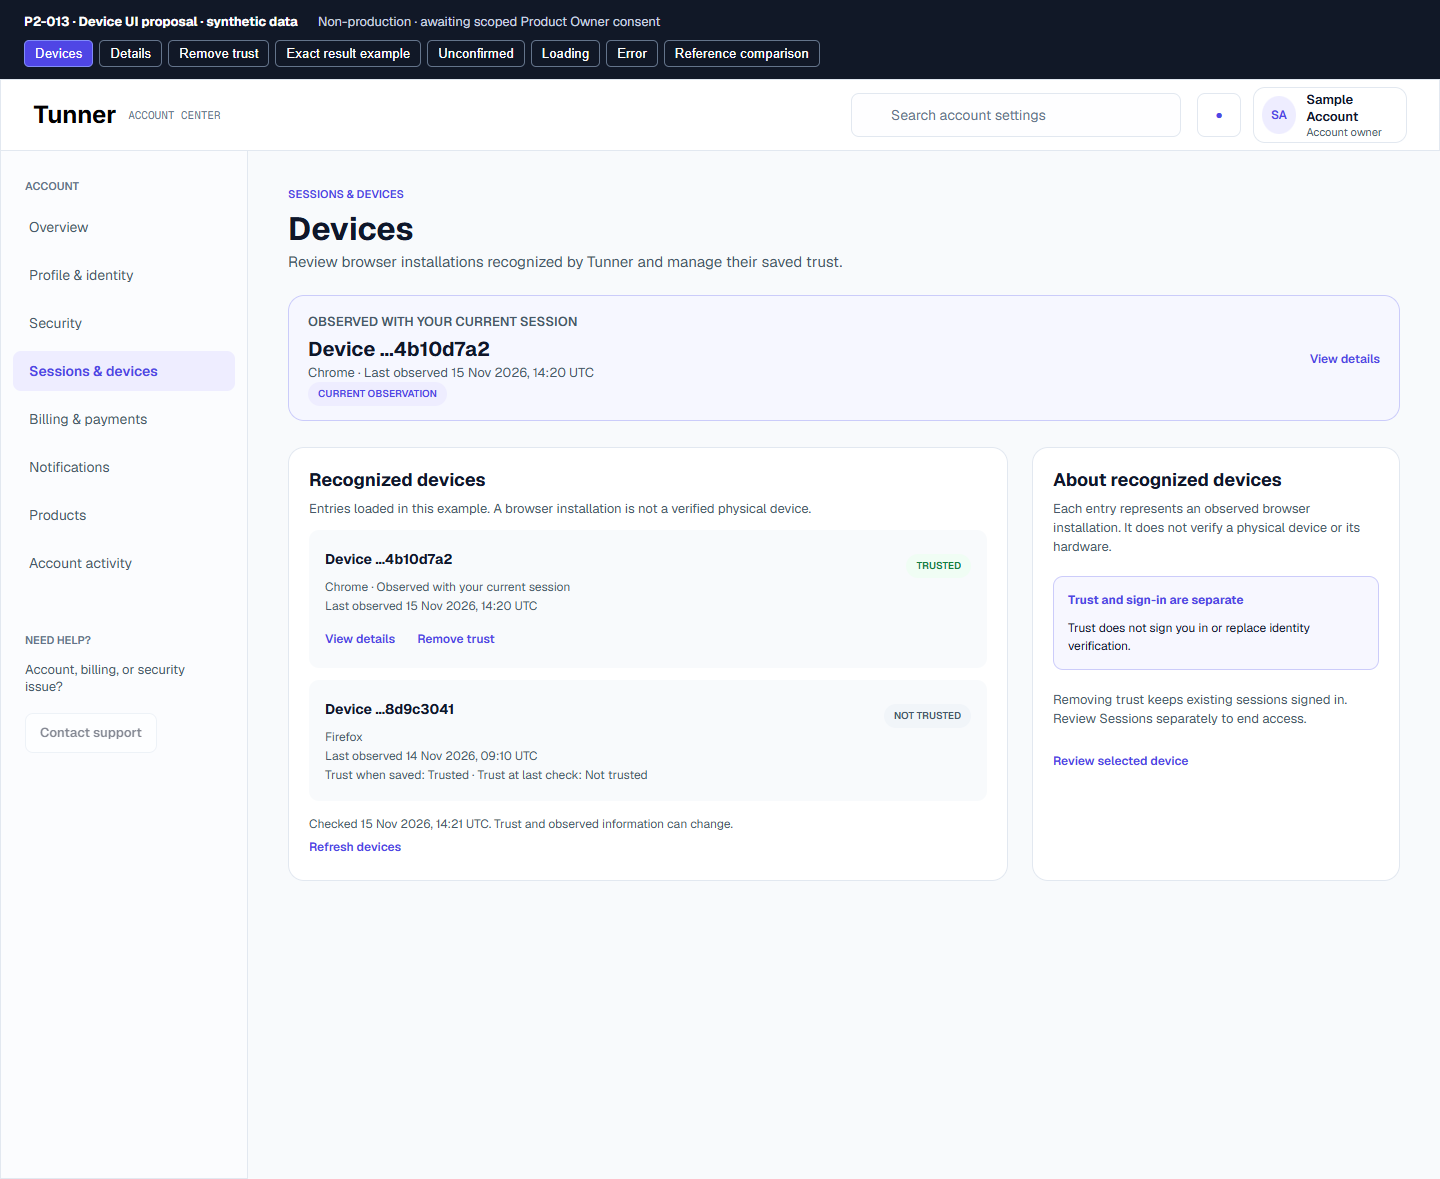 P2-013 · Device UI proposal · synthetic data Non-production · awaiting scoped Product Owner consent
Devices Details Remove trust Exact result example Unconfirmed Loading Error Reference comparison
Tunner ACCOUNT CENTER
Search account settings
SA
Sample
Account
Account owner
ACCOUNT
Overview
Profile & identity
Security
Sessions & devices
Billing & payments
Notifications
Products
Account activity
NEED HELP?
Account, billing, or security
issue?
Contact support
SESSIONS & DEVICES
Devices
Review browser installations recognized by Tunner and manage their saved trust.
OBSERVED WITH YOUR CURRENT SESSION
Device …4b10d7a2
Chrome · Last observed 15 Nov 2026, 14:20 UTC
CURRENT OBSERVATION
View details
Recognized devices
Entries loaded in this example. A browser installation is not a verified physical device.
Device …4b10d7a2
TRUSTED
Chrome · Observed with your current session
Last observed 15 Nov 2026, 14:20 UTC
View details Remove trust
Device …8d9c3041
NOT TRUSTED
Firefox
Last observed 14 Nov 2026, 09:10 UTC
Trust when saved: Trusted · Trust at last check: Not trusted
Checked 15 Nov 2026, 14:21 UTC. Trust and observed information can change.
Refresh devices
About recognized devices
Each entry represents an observed browser
installation. It does not verify a physical device or its
hardware.
Trust and sign-in are separate
Trust does not sign you in or replace identity
verification.
Removing trust keeps existing sessions signed in.
Review Sessions separately to end access.
Review selected device